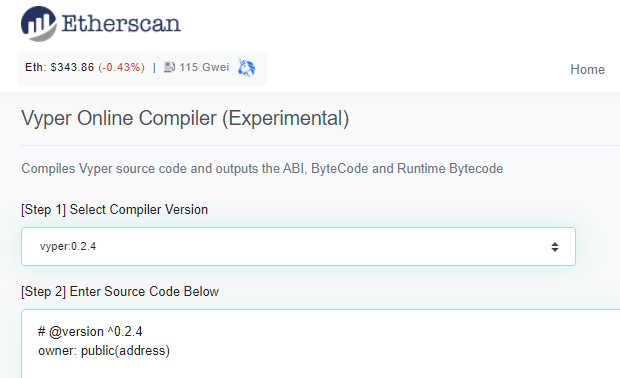 Etherscan
Eth: $343.86 (-0.43%) | 115 Gwei
Home
Vyper Online Compiler (Experimental)
Compiles Vyper source code and outputs the ABI, ByteCode and Runtime Bytecode
[Step 1] Select Compiler Version
vyper:0.2.4
[Step 2] Enter Source Code Below
# @version ^0.2.4
owner: public(address)